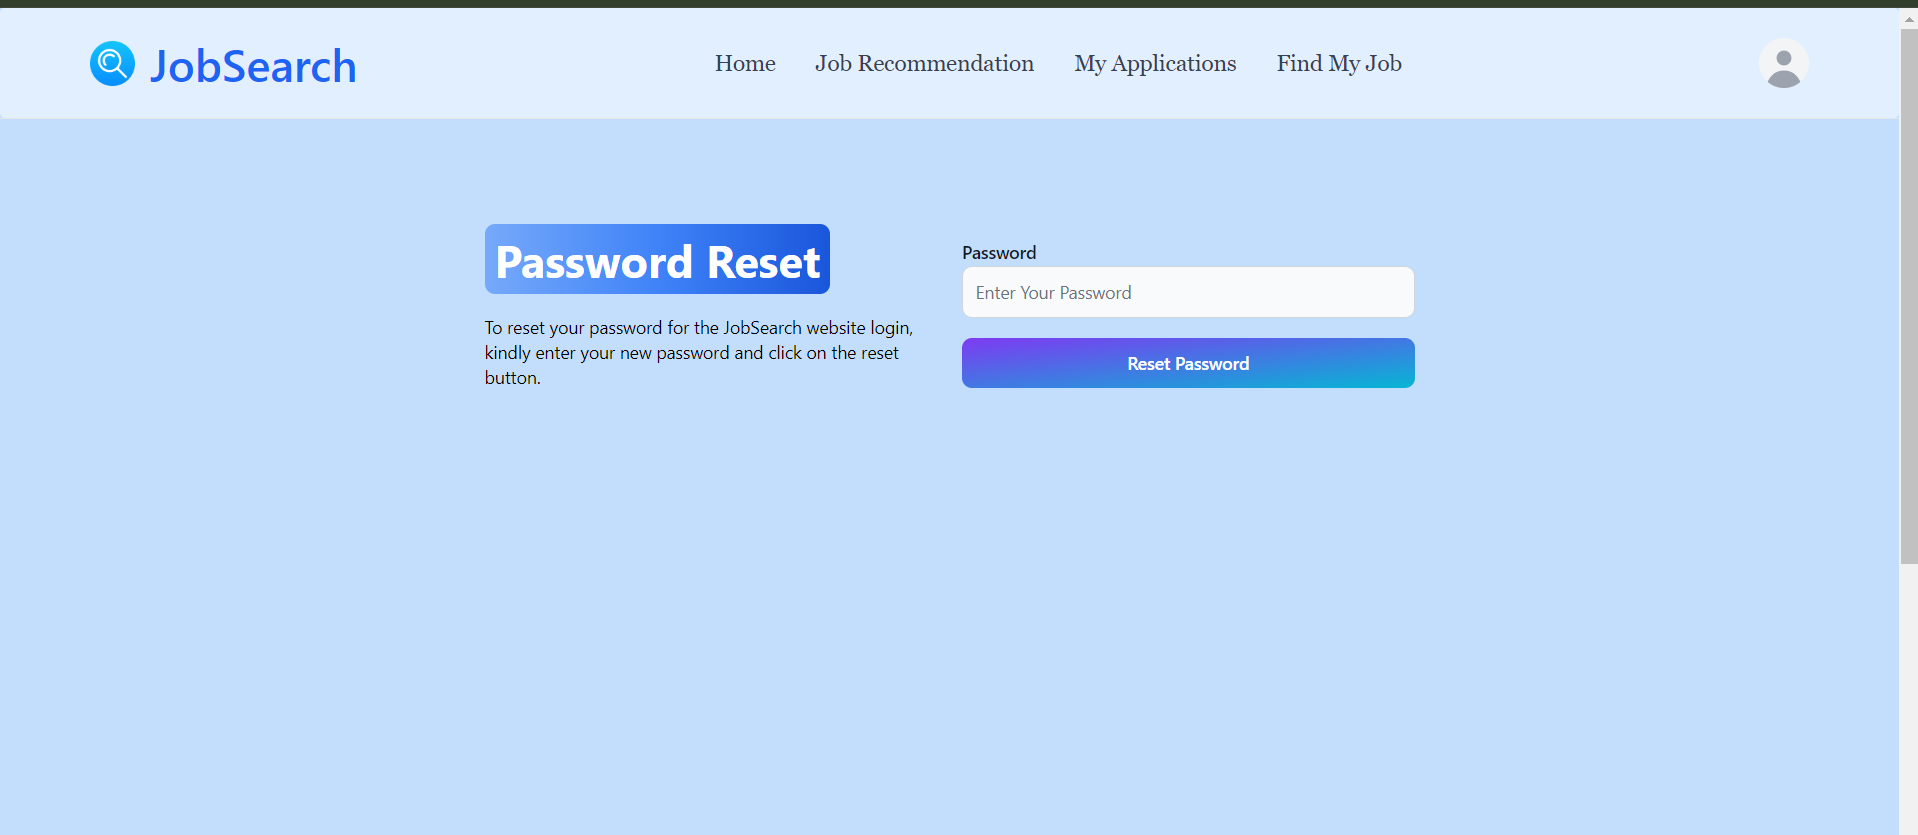 JobSearch
Home
Job Recommendation
My Applications
Find My Job
Password Reset
To reset your password for the JobSearch website login,
kindly enter your new password and click on the reset
button.
Password
Enter Your Password
Reset Password